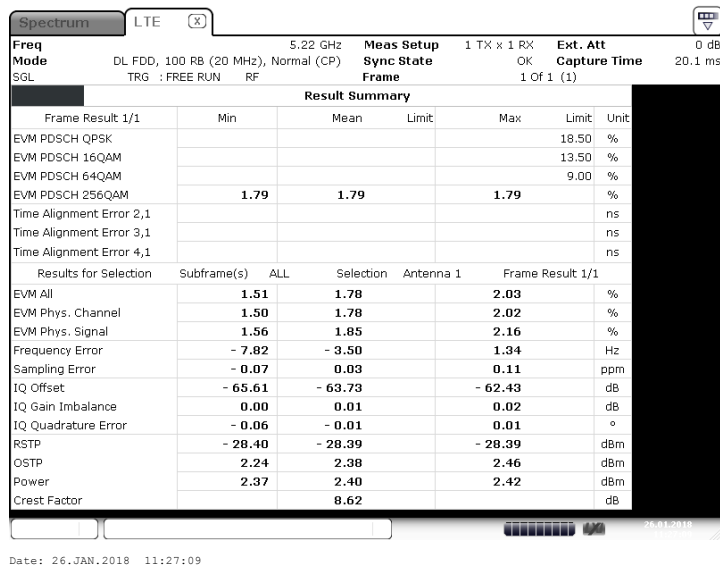 Spectrum LTE X
Freq 5.22 GHz Meas Setup 1 TX x 1 RX Ext. Att 0 dB
Mode DL FDD, 100 RB (20 MHz), Normal (CP) Sync State OK Capture Time 20.1 ms
SGL TRG : FREE RUN RF Frame 1 Of 1 (1)
Result Summary
Frame Result 1/1 Min Mean Limit Max Limit Unit
EVM PDSCH QPSK 18.50 %
EVM PDSCH 16QAM 13.50 %
EVM PDSCH 64QAM 9.00 %
EVM PDSCH 256QAM 1.79 1.79 1.79 %
Time Alignment Error 2,1 ns
Time Alignment Error 3,1 ns
Time Alignment Error 4,1 ns
Results for Selection Subframe(s) ALL Selection Antenna 1 Frame Result 1/1
EVM All 1.51 1.78 2.03 %
EVM Phys. Channel 1.50 1.78 2.02 %
EVM Phys. Signal 1.56 1.85 2.16 %
Frequency Error - 7.82 - 3.50 1.34 Hz
Sampling Error - 0.07 0.03 0.11 ppm
IQ Offset - 65.61 - 63.73 - 62.43 dB
IQ Gain Imbalance 0.00 0.01 0.02 dB
IQ Quadrature Error - 0.06 - 0.01 0.01 °
RSTP - 28.40 - 28.39 - 28.39 dBm
OSTP 2.24 2.38 2.46 dBm
Power 2.37 2.40 2.42 dBm
Crest Factor 8.62 dB
26.01.2018
Date: 26.JAN.2018 11:27:09